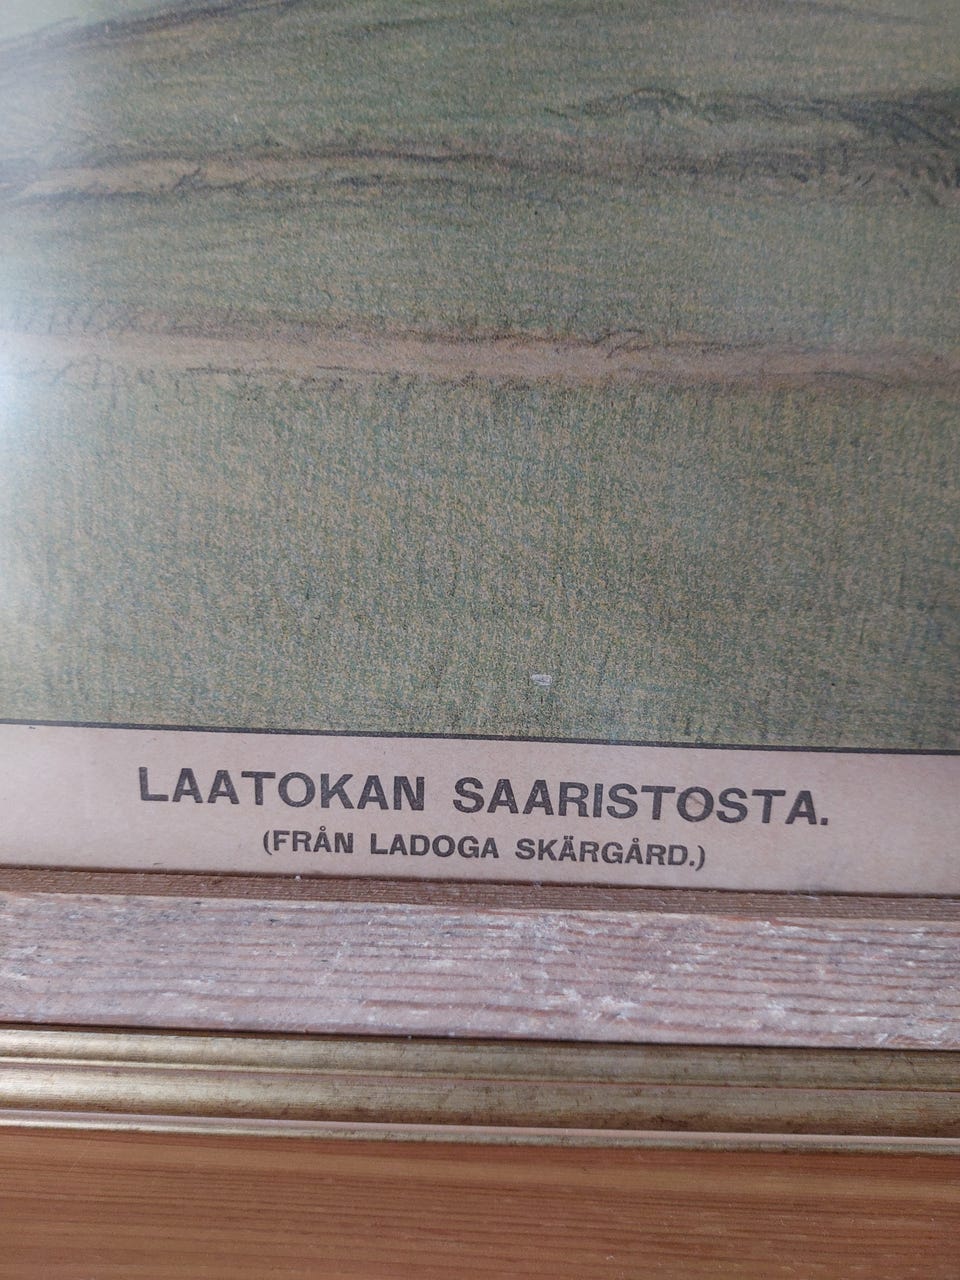 LAATOKAN SAARISTOSTA.
(FRÅN LADOGA SKÄRGÅRD.)